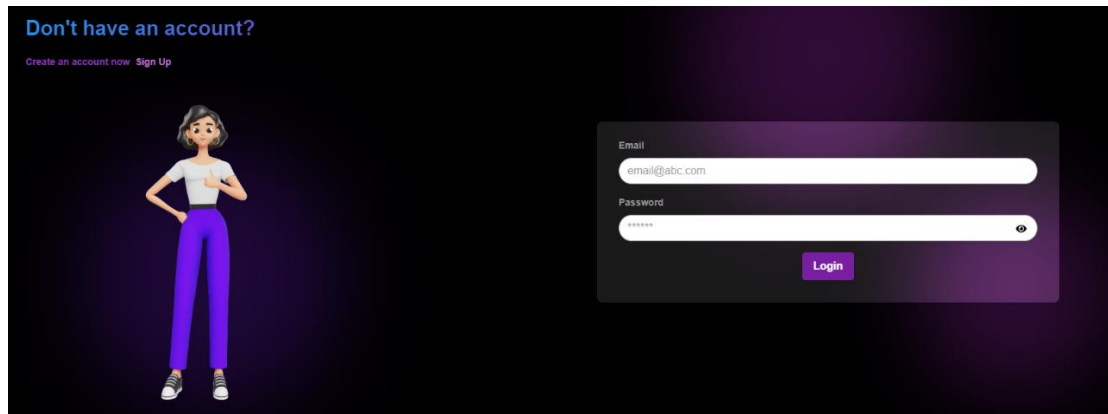 Don't have an account?
Create an account now Sign Up
Email
email@abc.com
Password
******
Login